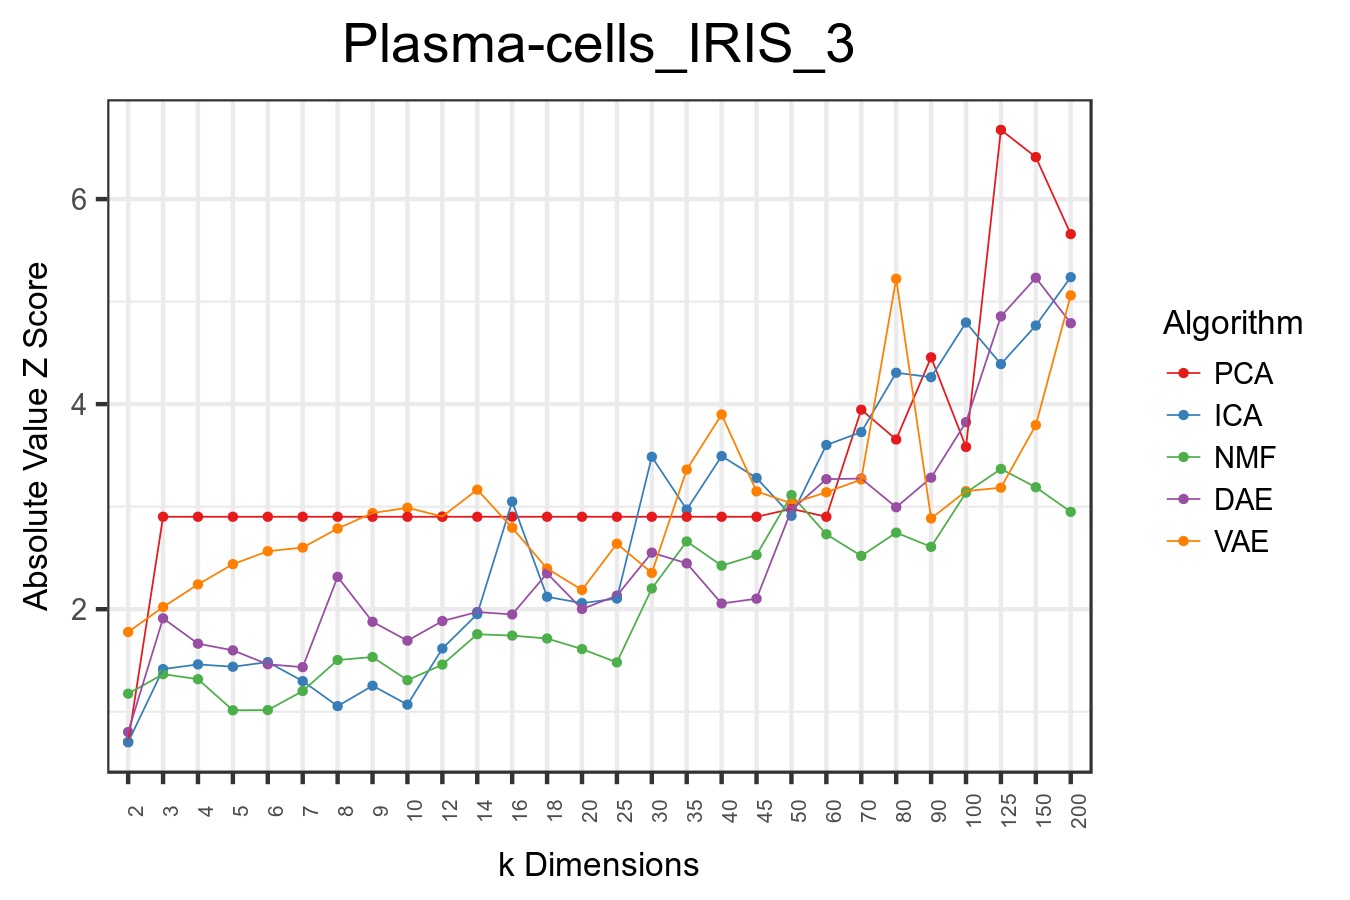 Plasma-cells_IRIS_3
Absolute Value Z Score
6
4
2
2 3 4 5 6 7 8 9 10 12 14 16 18 20 25 30 35 40 45 50 60 70 80 90 100 125 150 200
k Dimensions
Algorithm
PCA
ICA
NMF
DAE
VAE